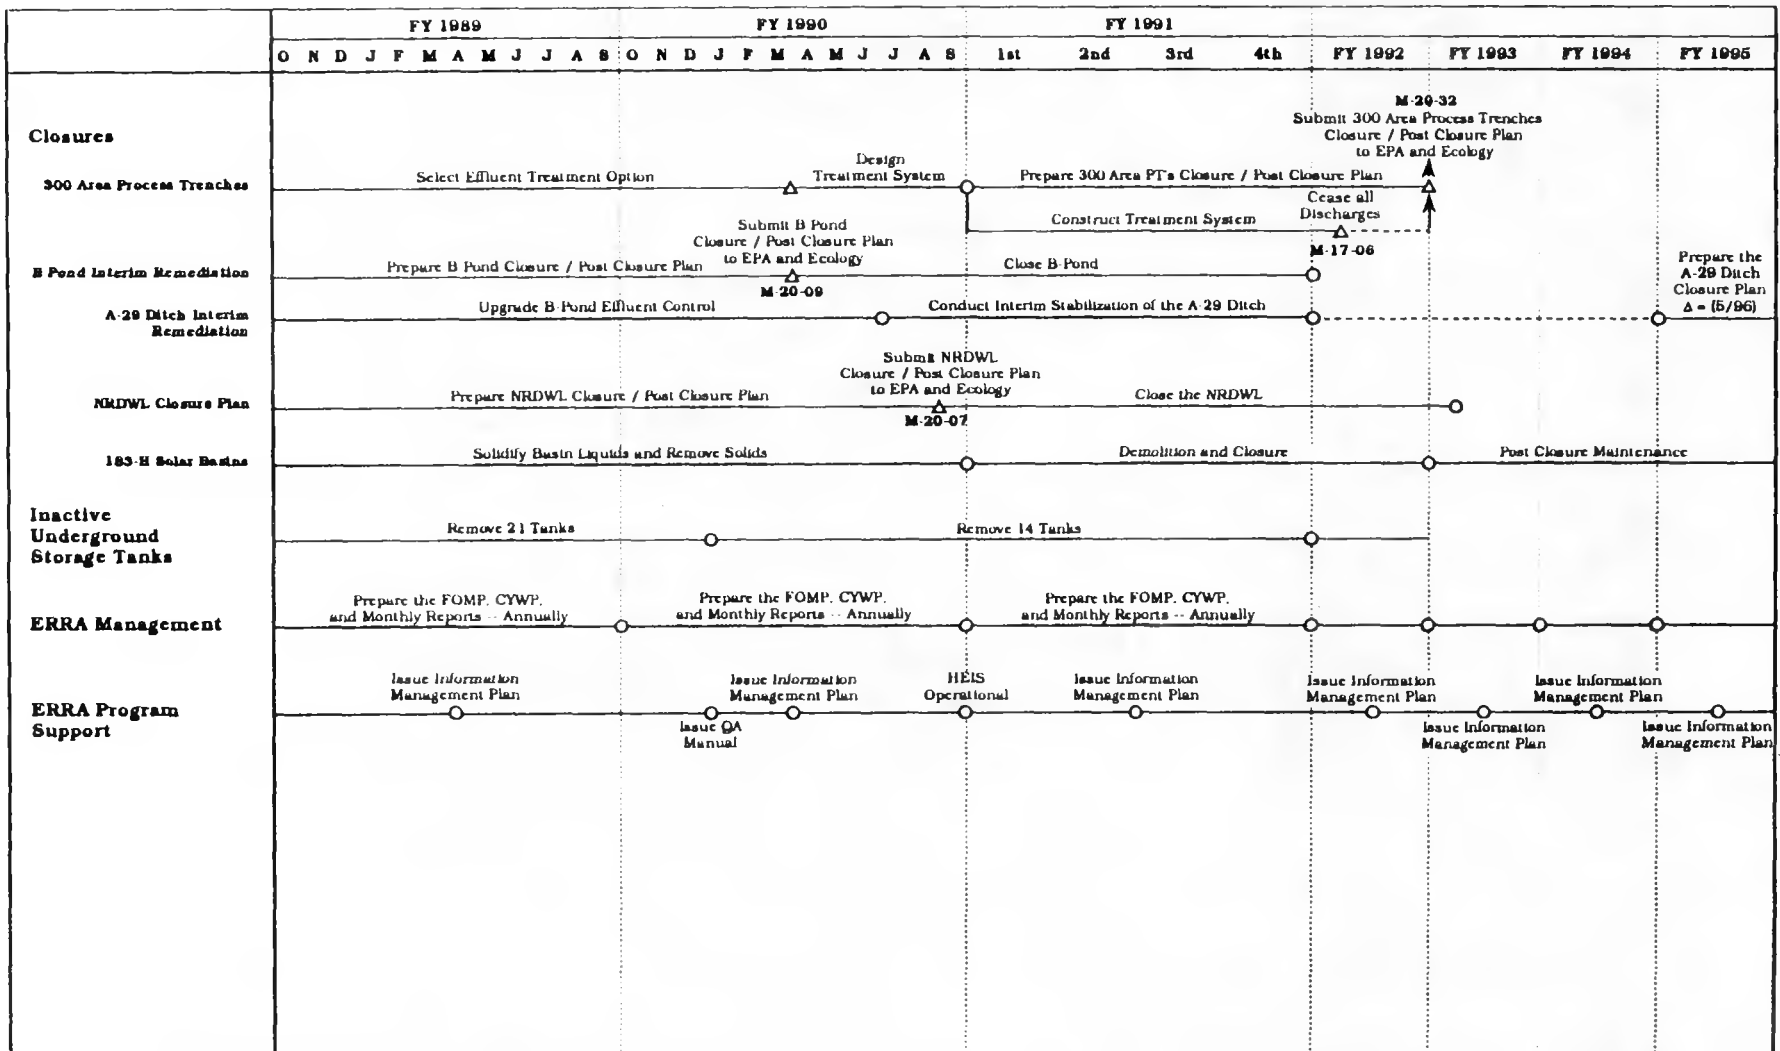 FY 1989 FY 1990 FY 1991
O N D J F M A M J J A S O N D J F M A M J J A S 1st 2nd 3rd 4th FY 1992 FY 1993 FY 1994 FY 1995
M-20-32
Submit 300 Area Process Trenches
Closure / Post Closure Plan
to EPA and Ecology
Closures
300 Area Process Trenches
Select Effluent Treatment Option
Design
Treatment System
Prepare 300 Area PT's Closure / Post Closure Plan
Construct Treatment System
Cease all
Discharges
M-17-06
B Pond Interim Remediation
Prepare B Pond Closure / Post Closure Plan
Submit B Pond
Closure / Post Closure Plan
to EPA and Ecology
M-20-09
Close B-Pond
A-29 Ditch Interim
Remediation
Upgrade B-Pond Effluent Control
Conduct Interim Stabilization of the A-29 Ditch
Prepare the
A-29 Ditch
Closure Plan
Δ = (5/96)
NRDWL Closure Plan
Prepare NRDWL Closure / Post Closure Plan
Submit NRDWL
Closure / Post Closure Plan
to EPA and Ecology
M-20-07
Close the NRDWL
183-H Solar Basins
Solidify Basin Liquids and Remove Solids
Demolition and Closure
Post Closure Maintenance
Inactive
Underground
Storage Tanks
Remove 21 Tanks
Remove 14 Tanks
ERRA Management
Prepare the FOMP, CYWP,
and Monthly Reports -- Annually
Prepare the FOMP, CYWP,
and Monthly Reports -- Annually
Prepare the FOMP, CYWP,
and Monthly Reports -- Annually
ERRA Program
Support
Issue Information
Management Plan
Issue QA
Manual
Issue Information
Management Plan
HEIS
Operational
Issue Information
Management Plan
Issue Information
Management Plan
Issue Information
Management Plan
Issue Information
Management Plan
Issue Information
Management Plan